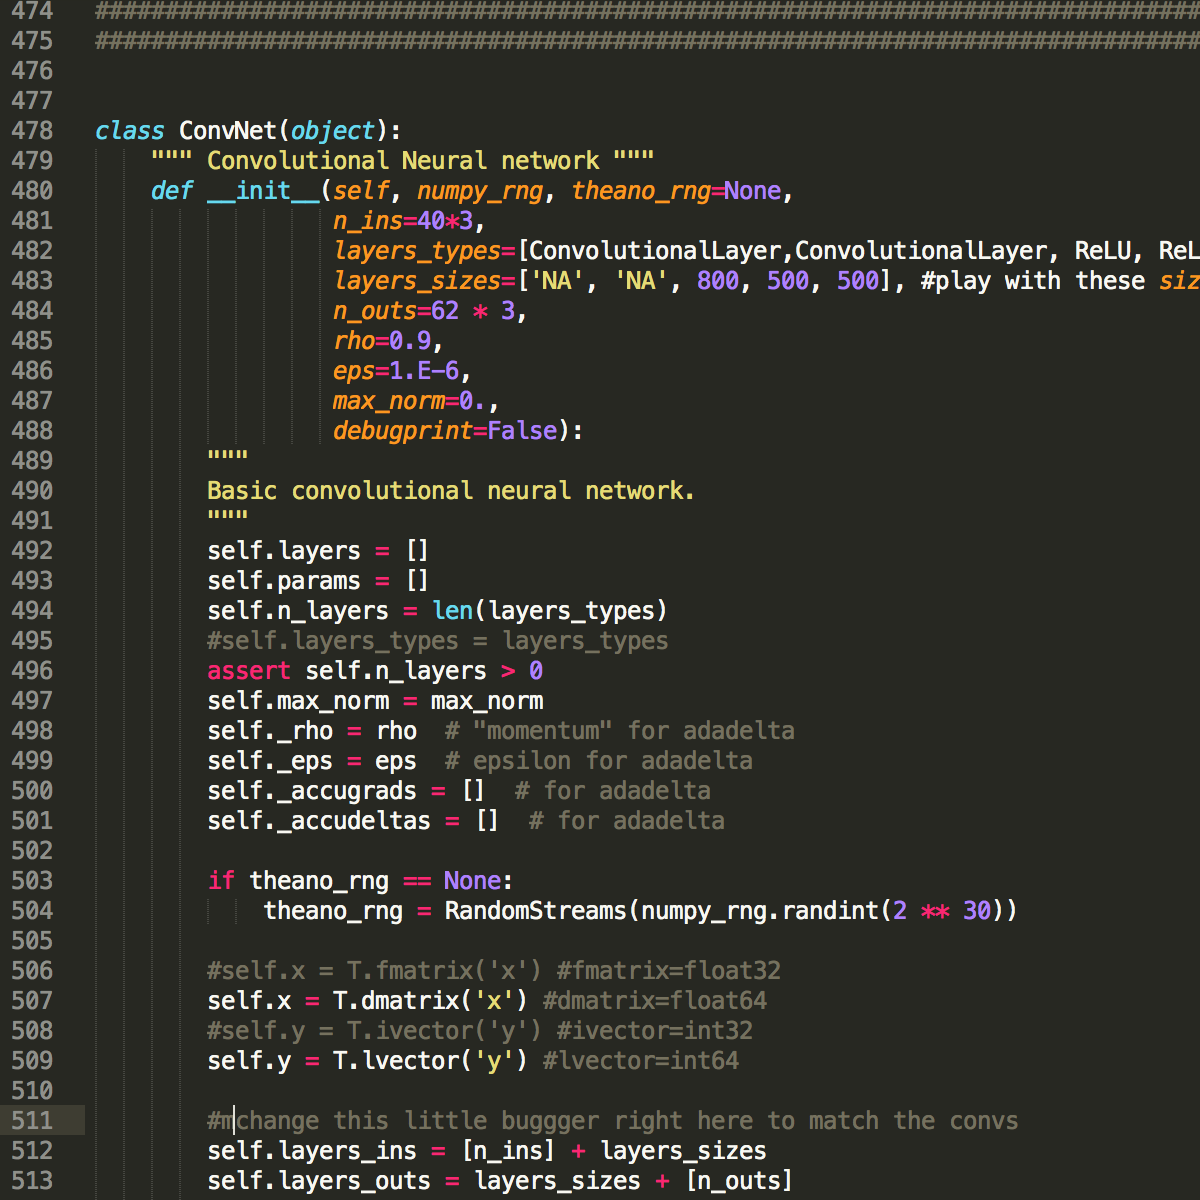 474 ###############################################################################
475 ###############################################################################
476
477
478 class ConvNet(object):
479     """ Convolutional Neural network """
480     def __init__(self, numpy_rng, theano_rng=None,
481                  n_ins=40*3,
482                  layers_types=[ConvolutionalLayer,ConvolutionalLayer, ReLU, ReL
483                  layers_sizes=['NA', 'NA', 800, 500, 500], #play with these siz
484                  n_outs=62 * 3,
485                  rho=0.9,
486                  eps=1.E-6,
487                  max_norm=0.,
488                  debugprint=False):
489         """
490         Basic convolutional neural network.
491         """
492         self.layers = []
493         self.params = []
494         self.n_layers = len(layers_types)
495         #self.layers_types = layers_types
496         assert self.n_layers > 0
497         self.max_norm = max_norm
498         self._rho = rho  # "momentum" for adadelta
499         self._eps = eps  # epsilon for adadelta
500         self._accugrads = []  # for adadelta
501         self._accudeltas = []  # for adadelta
502
503         if theano_rng == None:
504             theano_rng = RandomStreams(numpy_rng.randint(2 ** 30))
505
506         #self.x = T.fmatrix('x') #fmatrix=float32
507         self.x = T.dmatrix('x') #dmatrix=float64
508         #self.y = T.ivector('y') #ivector=int32
509         self.y = T.lvector('y') #lvector=int64
510
511         #mchange this little buggger right here to match the convs
512         self.layers_ins = [n_ins] + layers_sizes
513         self.layers_outs = layers_sizes + [n_outs]